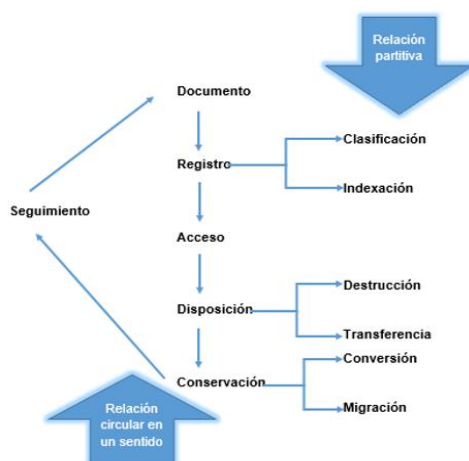 Relación
partitiva
Documento
Clasificación
Registro
Indexación
Seguimiento
Acceso
Destrucción
Disposición
Transferencia
Conversión
Conservación
Migración
Relación
circular en
un sentido